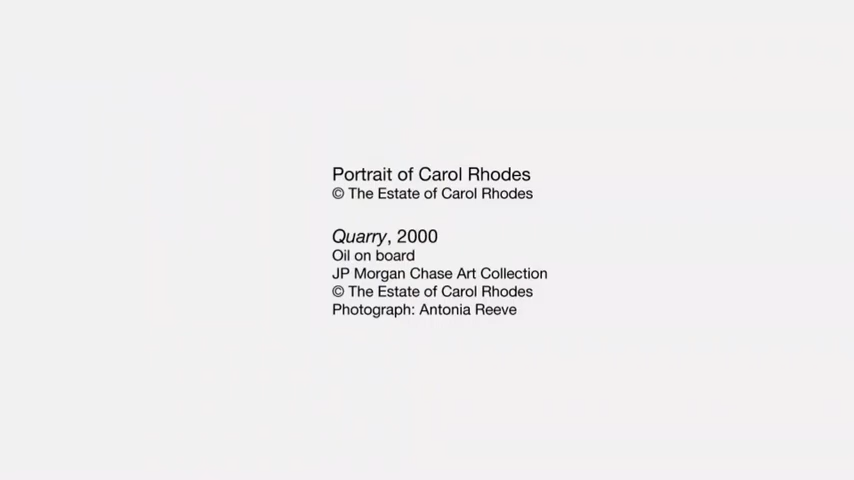 Portrait of Carol Rhodes
© The Estate of Carol Rhodes
Quarry, 2000
Oil on board
JP Morgan Chase Art Collection
© The Estate of Carol Rhodes
Photograph: Antonia Reeve